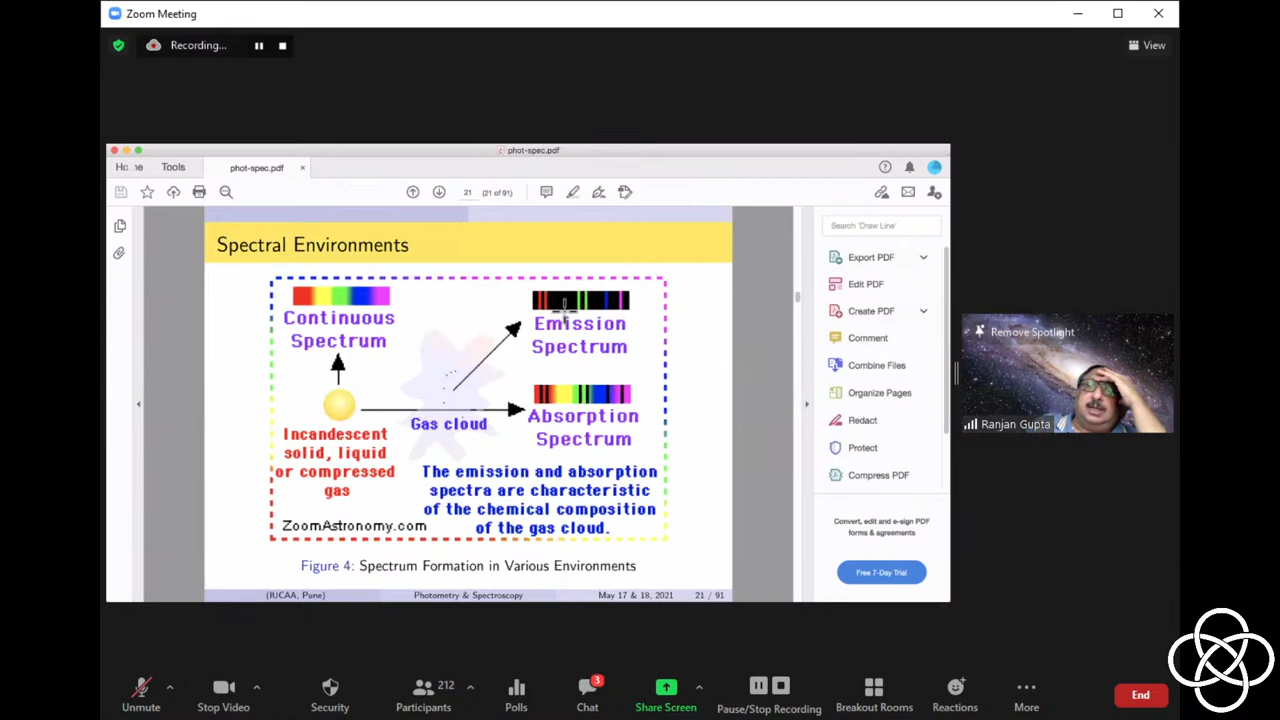 Zoom Meeting
Recording...
View
phot-spec.pdf
Home
Tools
phot-spec.pdf
21
(21 of 91)
Spectral Environments
Search 'Draw Line'
Export PDF
Edit PDF
Create PDF
Comment
Combine Files
Organize Pages
Redact
Protect
Compress PDF
Convert, edit and e-sign PDF
forms & agreements
Free 7-Day Trial
Continuous
Spectrum
Emission
Spectrum
Gas cloud
Absorption
Spectrum
Incandescent
solid, liquid
or compressed
gas
The emission and absorption
spectra are characteristic
of the chemical composition
of the gas cloud.
ZoomAstronomy.com
Figure 4: Spectrum Formation in Various Environments
(IUCAA, Pune)
Photometry & Spectroscopy
May 17 & 18, 2021
21 / 91
Remove Spotlight
Ranjan Gupta
Unmute
Stop Video
Security
212
Participants
Polls
3
Chat
Share Screen
Pause/Stop Recording
Breakout Rooms
Reactions
More
End